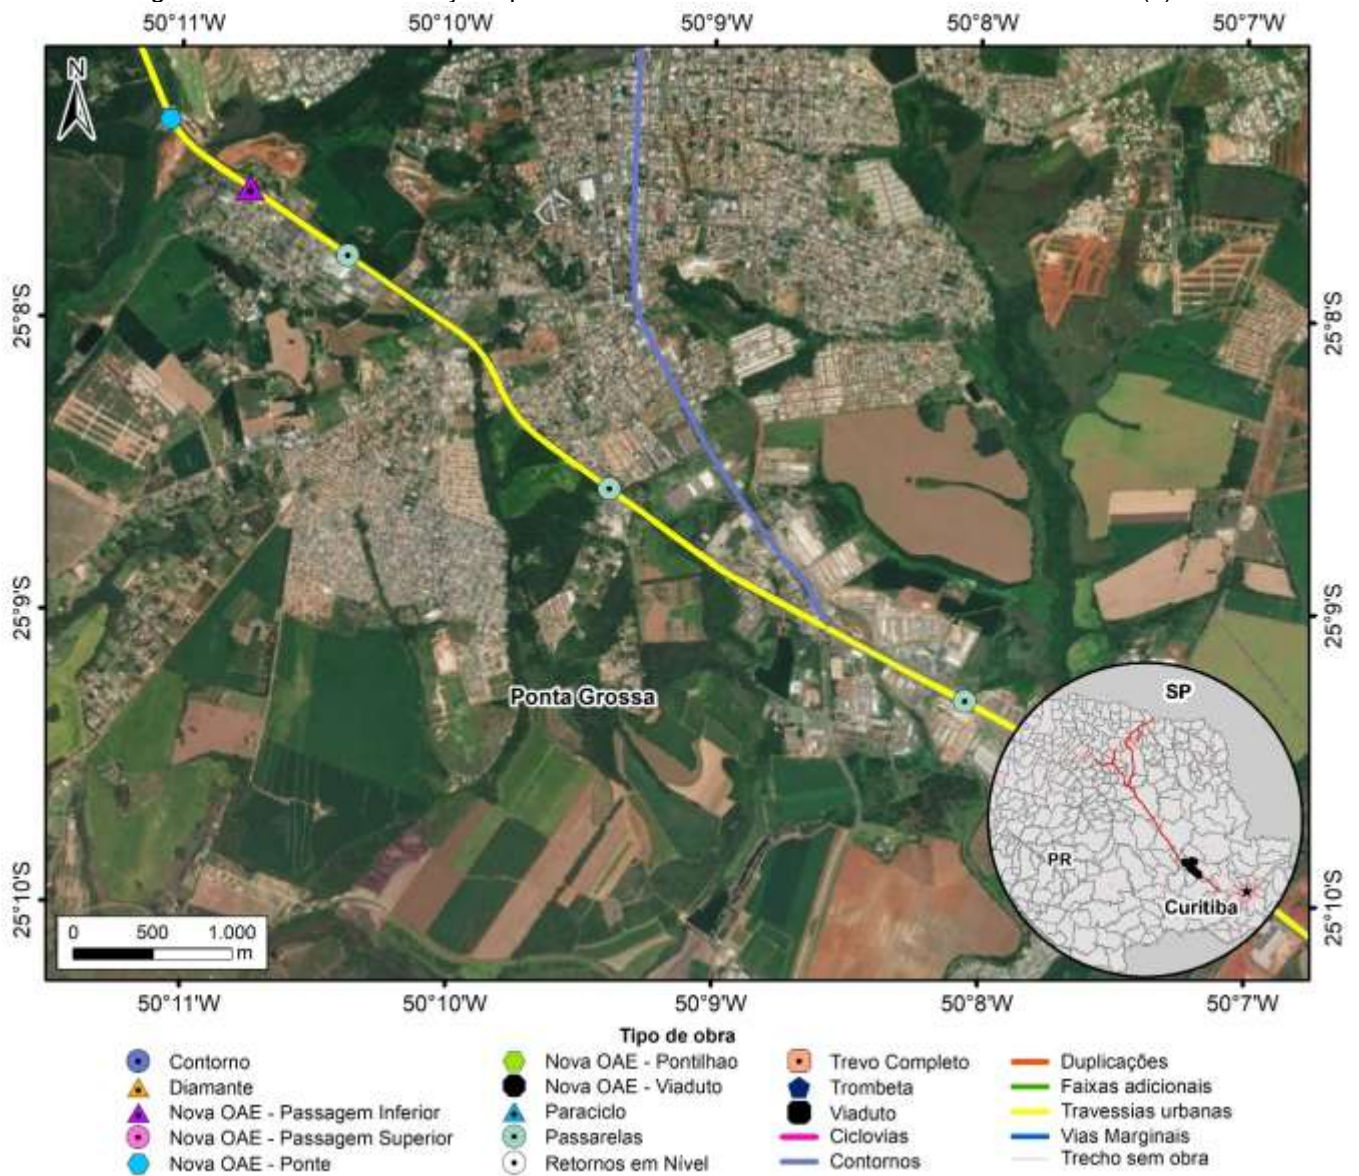 50°11'W 50°10'W 50°9'W 50°8'W 50°7'W
N
25°8'S 25°8'S
25°9'S 25°9'S
Ponta Grossa
SP
PR
Curitiba
25°10'S 25°10'S
0 500 1.000
m
50°11'W 50°10'W 50°9'W 50°8'W 50°7'W
Tipo de obra
Contorno
Diamante
Nova OAE - Passagem Inferior
Nova OAE - Passagem Superior
Nova OAE - Ponte
Nova OAE - Pontilhao
Nova OAE - Viaduto
Paraciclo
Passarelas
Retornos em Nível
Trevo Completo
Trombeta
Viaduto
Ciclovias
Contornos
Duplicações
Faixas adicionais
Travessias urbanas
Vias Marginais
Trecho sem obra